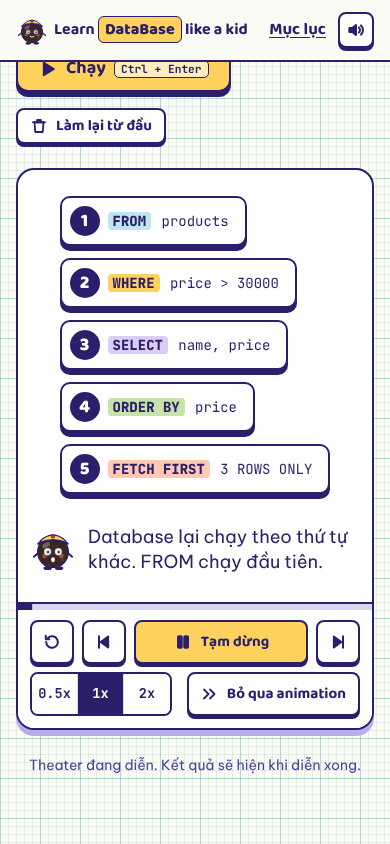 Learn DataBase like a kid
Mục lục
Chạy Ctrl + Enter
Làm lại từ đầu
1 FROM products
2 WHERE price > 30000
3 SELECT name, price
4 ORDER BY price
5 FETCH FIRST 3 ROWS ONLY
Database lại chạy theo thứ tự
khác. FROM chạy đầu tiên.
Tạm dừng
0.5x 1x 2x
Bỏ qua animation
Theater đang diễn. Kết quả sẽ hiện khi diễn xong.